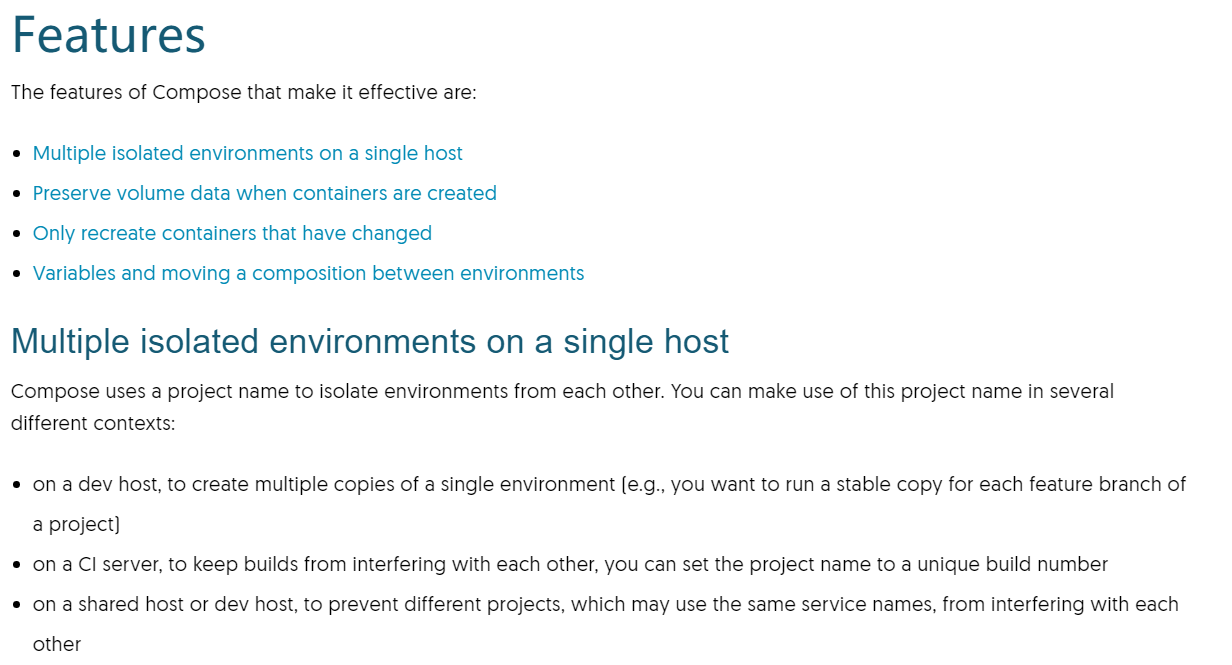 Features
The features of Compose that make it effective are:
Multiple isolated environments on a single host
Preserve volume data when containers are created
Only recreate containers that have changed
Variables and moving a composition between environments
Multiple isolated environments on a single host
Compose uses a project name to isolate environments from each other. You can make use of this project name in several
different contexts:
on a dev host, to create multiple copies of a single environment (e.g., you want to run a stable copy for each feature branch of
a project)
on a CI server, to keep builds from interfering with each other, you can set the project name to a unique build number
on a shared host or dev host, to prevent different projects, which may use the same service names, from interfering with each
other